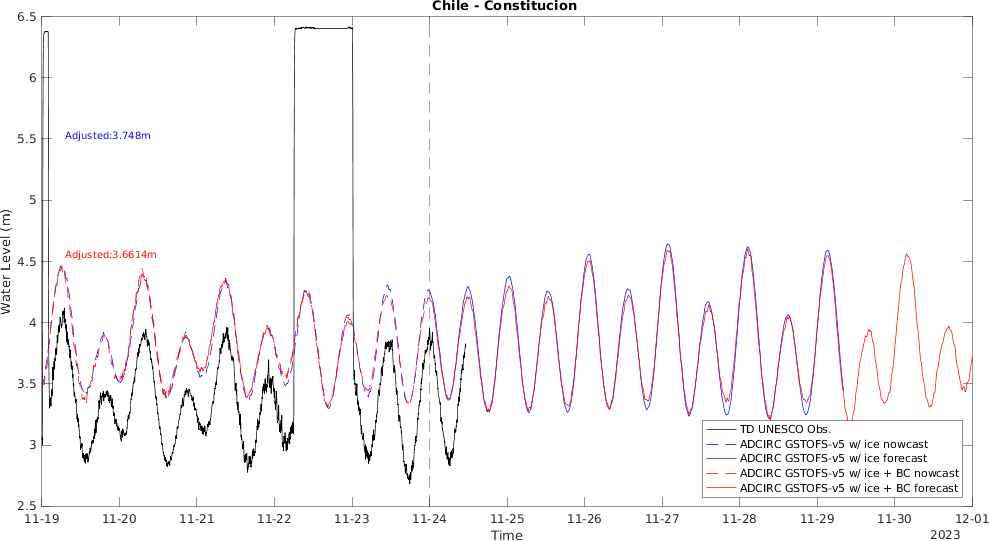 Chile - Constitucion
6.5
6
5.5
5
4.5
4
3.5
3
2.5
Water Level (m)
Adjusted:3.748m
Adjusted:3.6614m
TD UNESCO Obs.
ADCIRC GSTOFS-v5 w/ ice nowcast
ADCIRC GSTOFS-v5 w/ ice forecast
ADCIRC GSTOFS-v5 w/ ice + BC nowcast
ADCIRC GSTOFS-v5 w/ ice + BC forecast
11-19 11-20 11-21 11-22 11-23 11-24 11-25 11-26 11-27 11-28 11-29 11-30 12-01
Time
2023